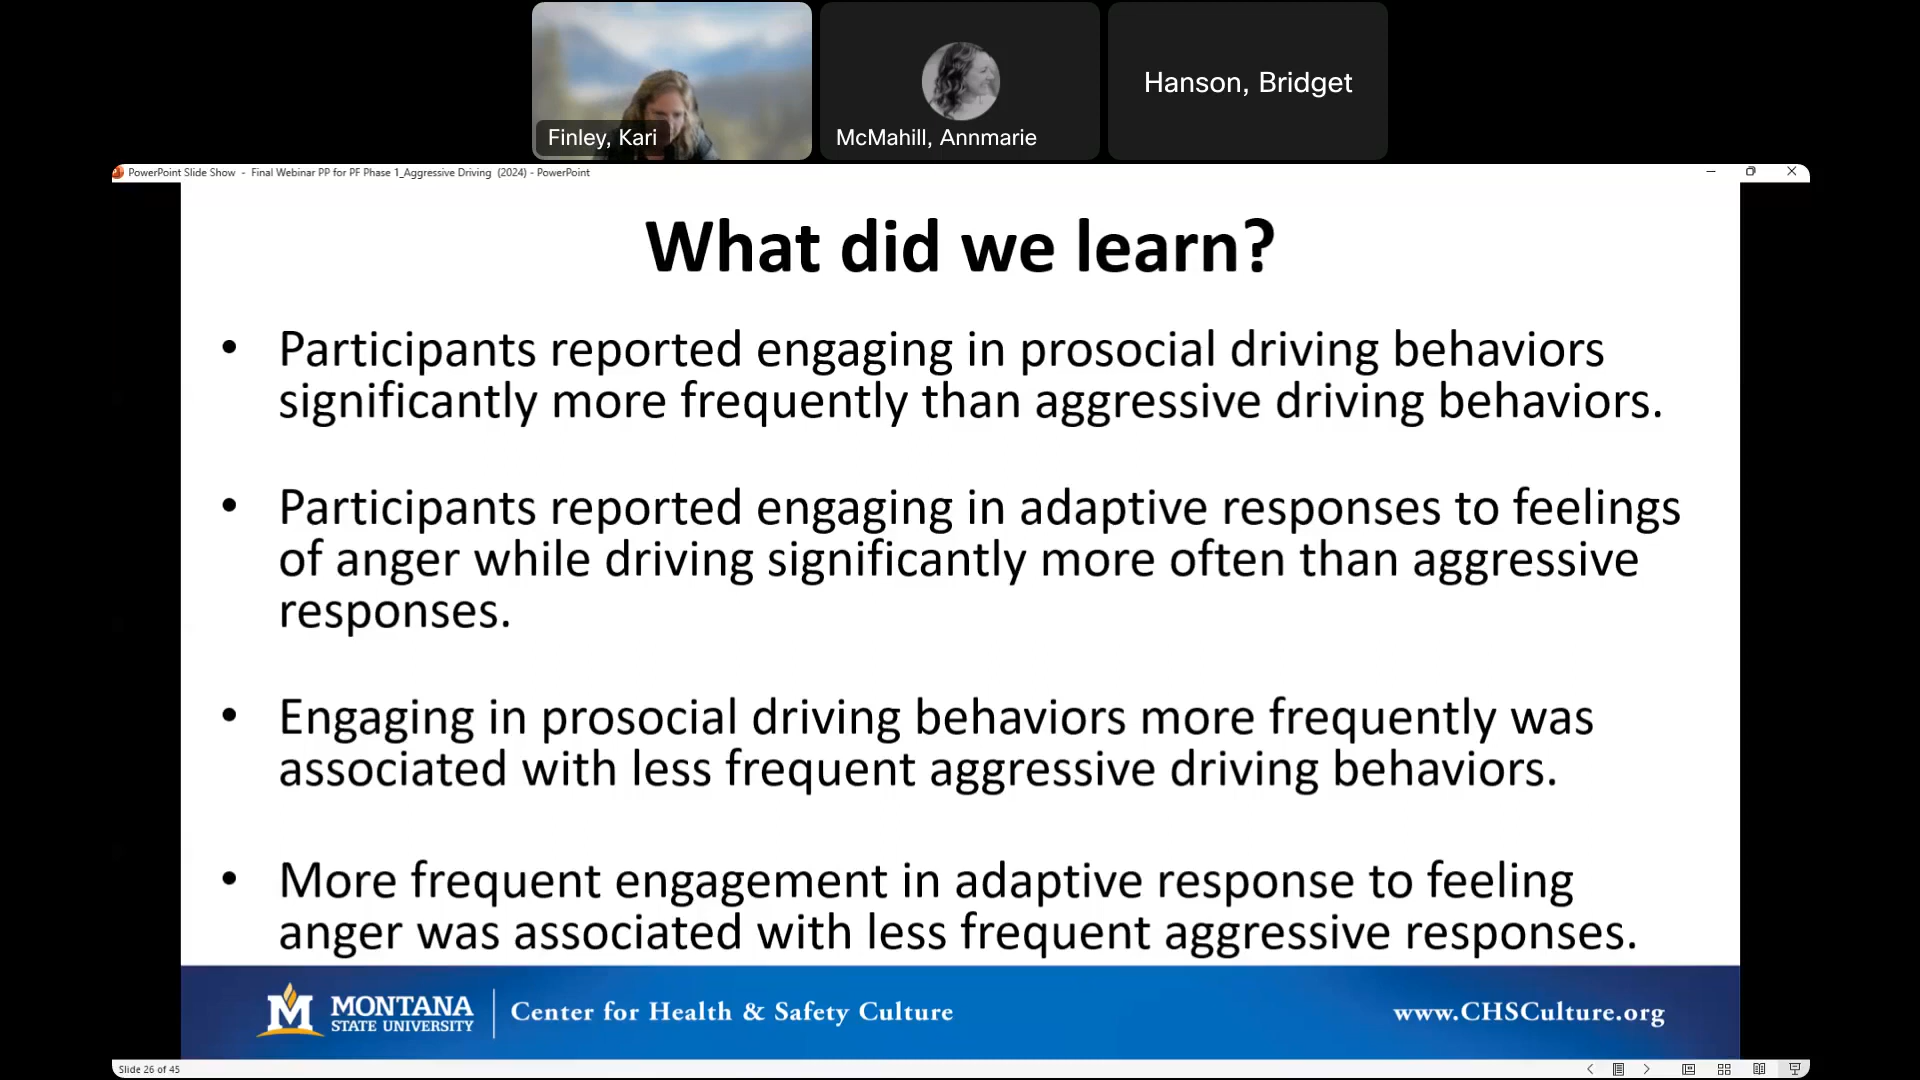 Finley, Kari
McMahill, Annmarie
Hanson, Bridget
PowerPoint Slide Show - Final Webinar PP for PF Phase 1_Aggressive Driving (2024) - PowerPoint
What did we learn?
• Participants reported engaging in prosocial driving behaviors
significantly more frequently than aggressive driving behaviors.
• Participants reported engaging in adaptive responses to feelings
of anger while driving significantly more often than aggressive
responses.
• Engaging in prosocial driving behaviors more frequently was
associated with less frequent aggressive driving behaviors.
• More frequent engagement in adaptive response to feeling
anger was associated with less frequent aggressive responses.
M MONTANA
STATE UNIVERSITY
Center for Health & Safety Culture
www.CHSCulture.org
Slide 26 of 45